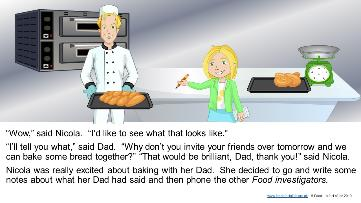 "Wow," said Nicola. "I'd like to see what that looks like."
"I'll tell you what," said Dad. "Why don't you invite your friends over tomorrow and we
can bake some bread together?" "That would be brilliant, Dad, thank you!" said Nicola.
Nicola was really excited about baking with her Dad. She decided to go and write some
notes about what her Dad had said and then phone the other Food investigators.